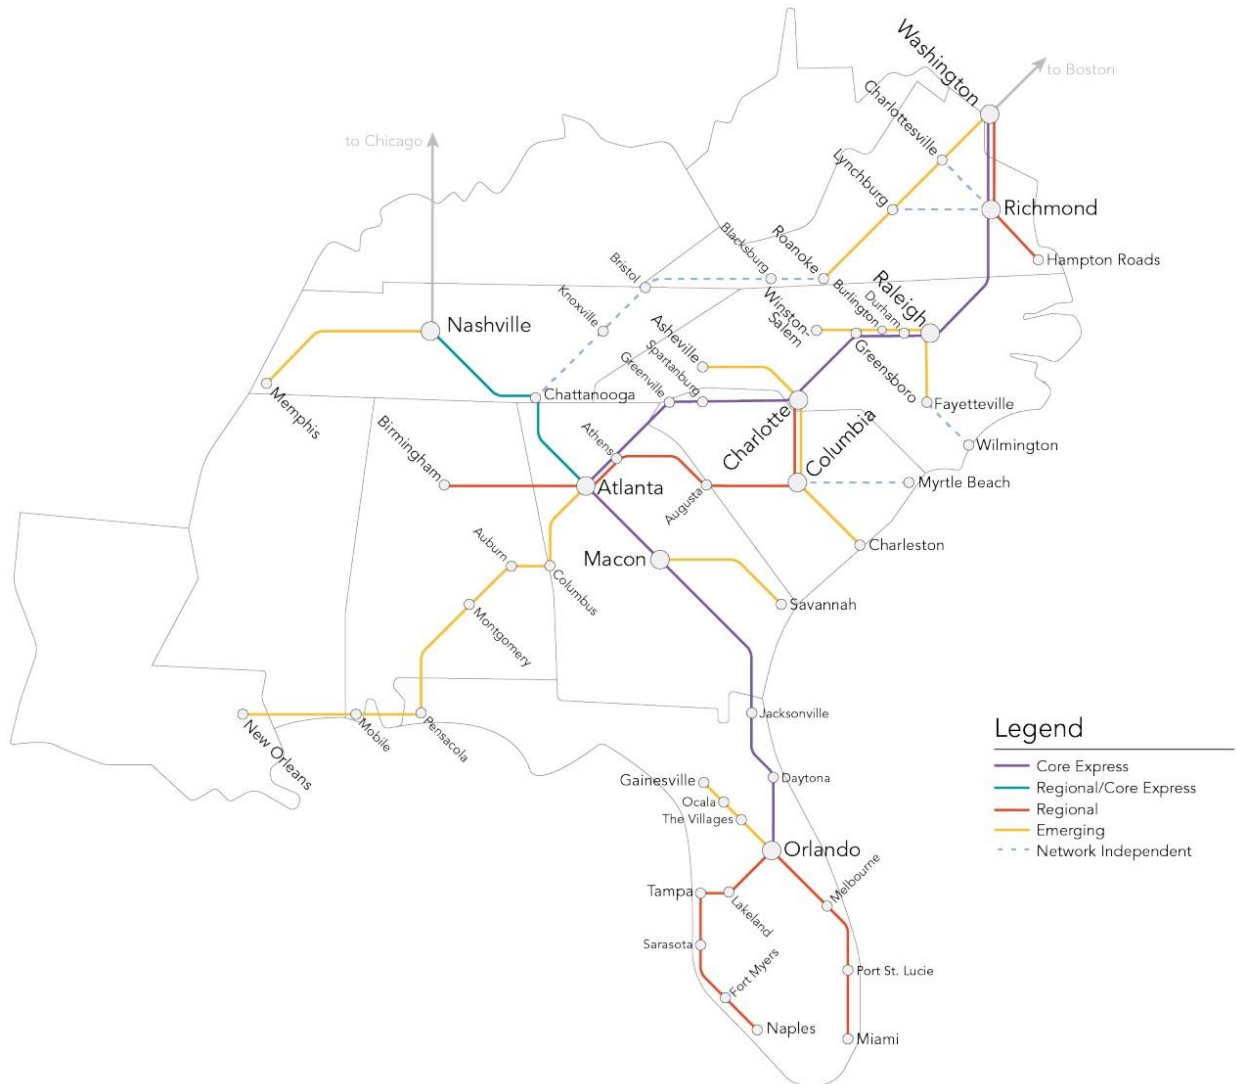 Washington
to Boston
Charlottesville
to Chicago
Lynchburg
Richmond
Blacksburg
Roanoke
Bristol
Hampton Roads
Raleigh
Burlington
Durham
Knoxville
Winston-
Salem
Nashville
Asheville
Spartanburg
Greenville
Greensboro
Chattanooga
Fayetteville
Memphis
Charlotte
Columbia
Birmingham
Athens
Wilmington
Atlanta
Augusta
Myrtle Beach
Auburn
Macon
Charleston
Columbus
Savannah
Montgomery
Jacksonville
New Orleans
Mobile
Pensacola
Legend
Core Express
Regional/Core Express
Regional
Emerging
Network Independent
Gainesville
Daytona
Ocala
The Villages
Orlando
Melbourne
Tampa
Lakeland
Sarasota
Fort Myers
Port St. Lucie
Naples
Miami